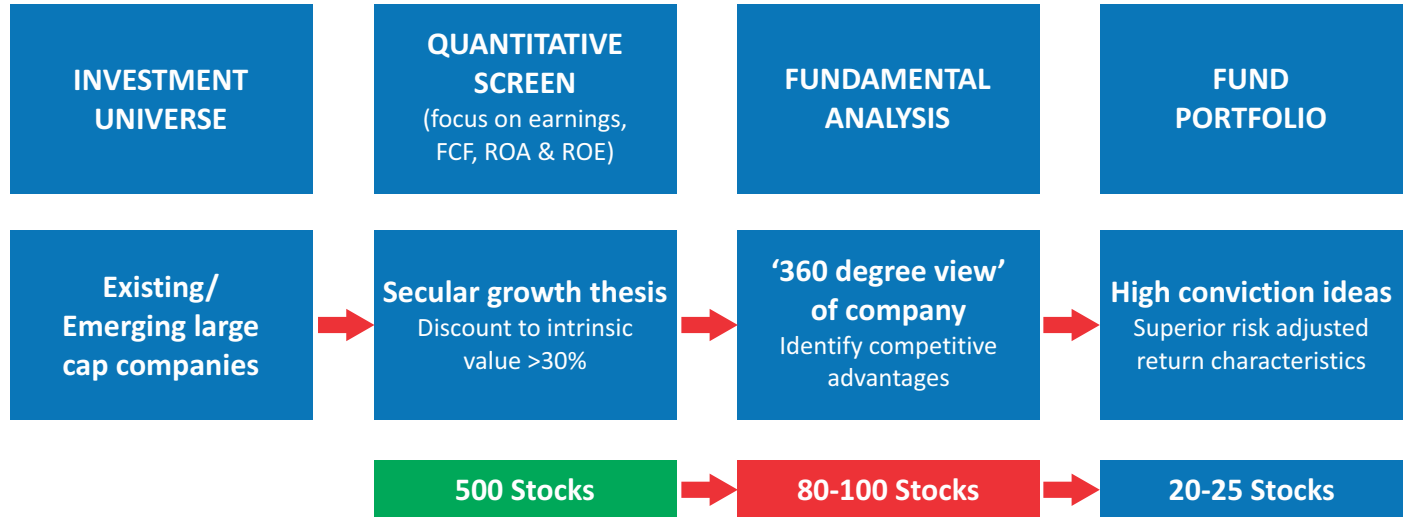 INVESTMENT
UNIVERSE
QUANTITATIVE
SCREEN
(focus on earnings,
FCF, ROA & ROE)
FUNDAMENTAL
ANALYSIS
FUND
PORTFOLIO
Existing/
Emerging large
cap companies
Secular growth thesis
Discount to intrinsic
value >30%
‘360 degree view’
of company
Identify competitive
advantages
High conviction ideas
Superior risk adjusted
return characteristics
500 Stocks
80-100 Stocks
20-25 Stocks